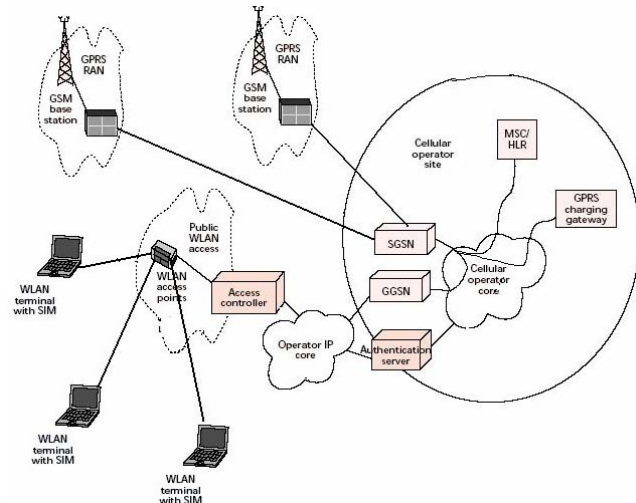 GPRS
RAN
GSM
base
station
GPRS
RAN
GSM
base
station
Cellular
operator
site
MSC/
HLR
GPRS
charging
gateway
Public
WLAN
access
SGSN
WLAN
access
points
Cellular
operator
core
WLAN
terminal
with SIM
Access
controller
GGSN
Operator IP
core
Authentication
server
WLAN
terminal
with SIM
WLAN
terminal
with SIM